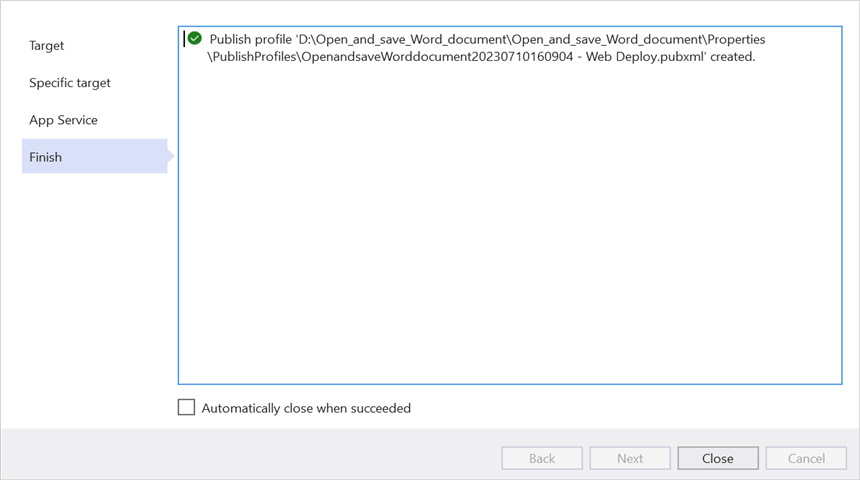 Target
Specific target
App Service
Finish
Publish profile 'D:\Open_and_save_Word_document\Open_and_save_Word_document\Properties
\PublishProfiles\OpenandsaveWorddocument20230710160904 - Web Deploy.pubxml' created.
Automatically close when succeeded
Back
Next
Close
Cancel